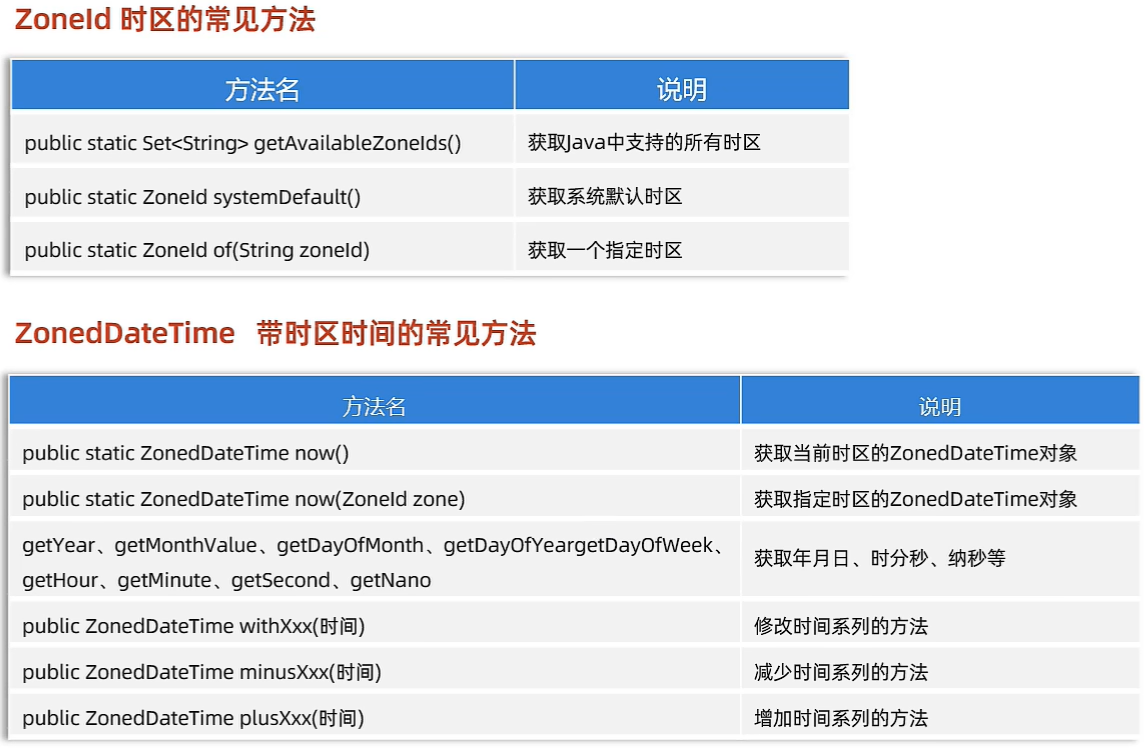 ZoneId 时区的常见方法
方法名 说明
public static Set<String> getAvailableZoneIds() 获取Java中支持的所有时区
public static ZoneId systemDefault() 获取系统默认时区
public static ZoneId of(String zoneId) 获取一个指定时区
ZonedDateTime 带时区时间的常见方法
方法名 说明
public static ZonedDateTime now() 获取当前时区的ZonedDateTime对象
public static ZonedDateTime now(ZoneId zone) 获取指定时区的ZonedDateTime对象
getYear、getMonthValue、getDayOfMonth、getDayOfYeargetDayOfWeek、
getHour、getMinute、getSecond、getNano
获取年月日、时分秒、纳秒等
public ZonedDateTime withXxx(时间) 修改时间系列的方法
public ZonedDateTime minusXxx(时间) 减少时间系列的方法
public ZonedDateTime plusXxx(时间) 增加时间系列的方法